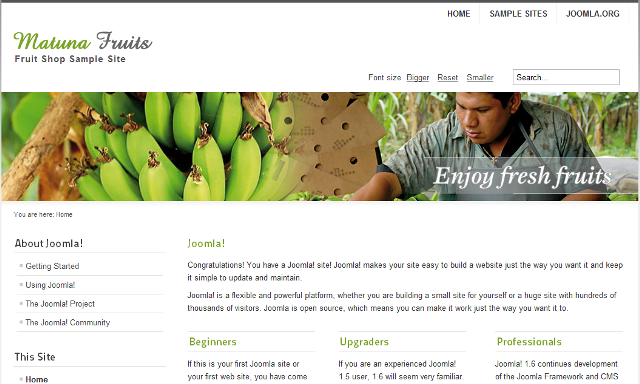 HOME SAMPLE SITES JOOMLA.ORG
Matuna Fruits
Fruit Shop Sample Site
Font size Bigger Reset Smaller Search...
Enjoy fresh fruits
You are here: Home
About Joomla!
Getting Started
Using Joomla!
The Joomla! Project
The Joomla! Community
This Site
Home
Joomla!
Congratulations! You have a Joomla! site! Joomla! makes your site easy to build a website just the way you want it and keep
it simple to update and maintain.
Joomla! is a flexible and powerful platform, whether you are building a small site for yourself or a huge site with hundreds of
thousands of visitors. Joomla is open source, which means you can make it work just the way you want it to.
Beginners
If this is your first Joomla site or
your first web site, you have come
Upgraders
If you are an experienced Joomla!
1.5 user, 1.6 will seem very familiar.
Professionals
Joomla! 1.6 continues development
of the Joomla Framework and CMS